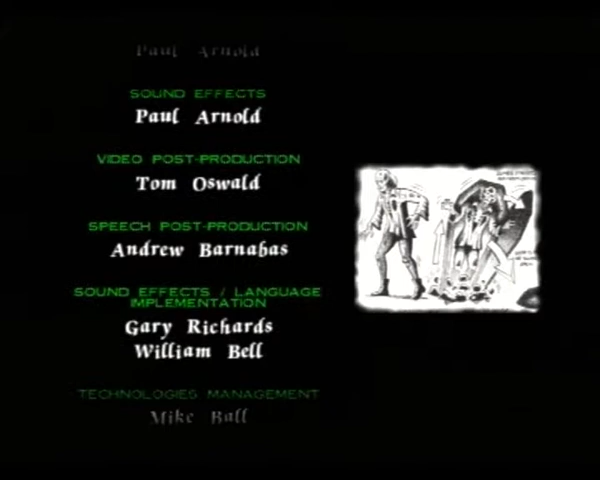 Paul Arnold
SOUND EFFECTS
Paul Arnold
VIDEO POST-PRODUCTION
Tom Oswald
SPEECH POST-PRODUCTION
Andrew Barnabas
SOUND EFFECTS / LANGUAGE
IMPLEMENTATION
Gary Richards
William Bell
TECHNOLOGIES MANAGEMENT
Mike Ball